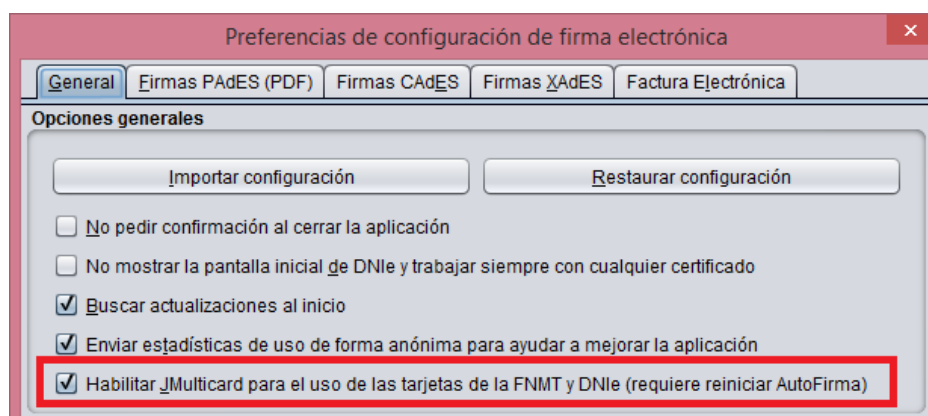 Preferencias de configuración de firma electrónica
General Firmas PAdES (PDF) Firmas CAdES Firmas XAdES Factura Electrónica
Opciones generales
Importar configuración Restaurar configuración
No pedir confirmación al cerrar la aplicación
No mostrar la pantalla inicial de DNIe y trabajar siempre con cualquier certificado
Buscar actualizaciones al inicio
Enviar estadísticas de uso de forma anónima para ayudar a mejorar la aplicación
Habilitar JMulticard para el uso de las tarjetas de la FNMT y DNIe (requiere reiniciar AutoFirma)